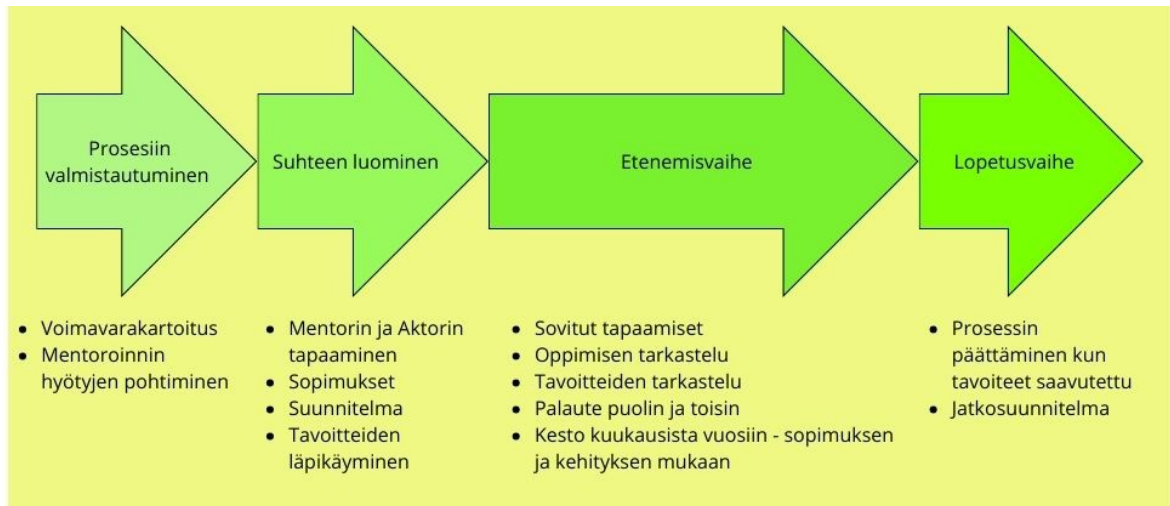 Prosesiin
valmistautuminen
Suhteen luominen
Etenemisvaihe
Lopetusvaihe
• Voimavarakartoitus
• Mentoroinnin
hyötyjen pohtiminen
• Mentorin ja Aktorin
tapaaminen
• Sopimukset
• Suunnitelma
• Tavoitteiden
läpikäyminen
• Sovitut tapaamiset
• Oppimisen tarkastelu
• Tavoitteiden tarkastelu
• Palaute puolin ja toisin
• Kesto kuukausista vuosiin - sopimuksen
ja kehityksen mukaan
• Prosessin
päättäminen kun
tavoiteet saavutettu
• Jatkosuunnitelma